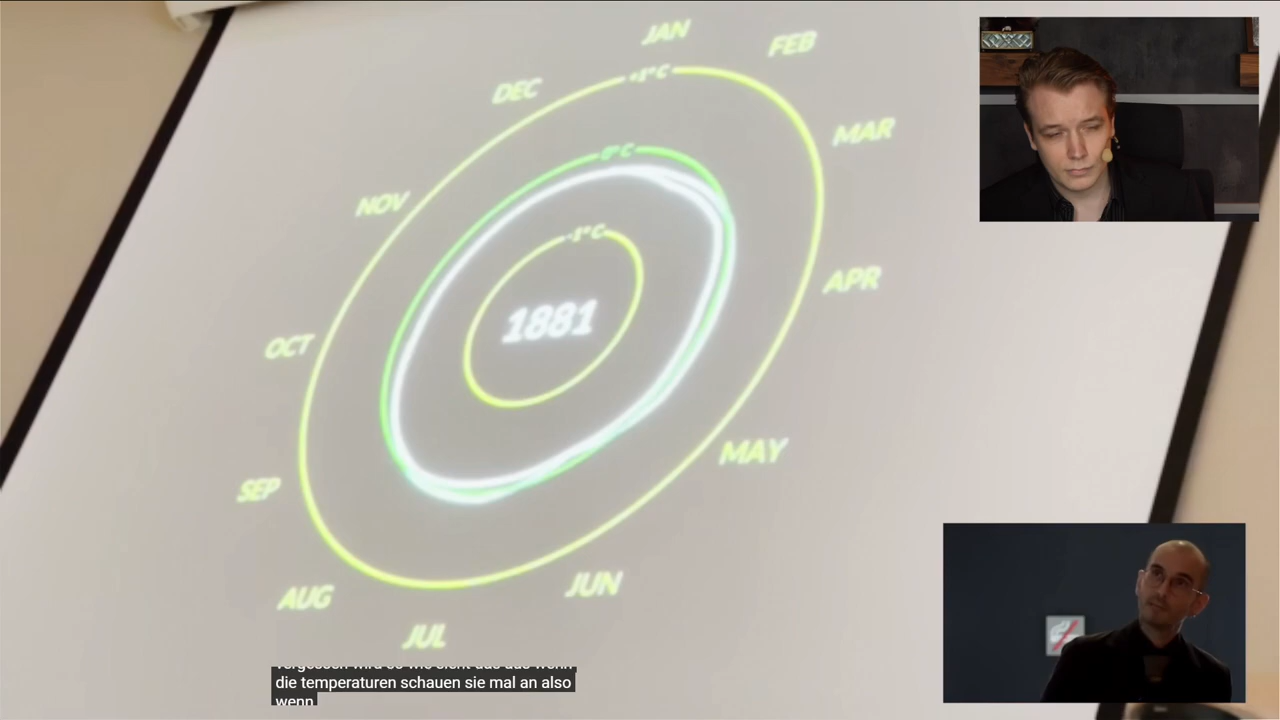 JAN
FEB
DEC
+1°C
MAR
0°C
NOV
-1°C
APR
1881
OCT
MAY
SEP
JUN
AUG
JUL
die temperaturen schauen sie mal an also
wenn